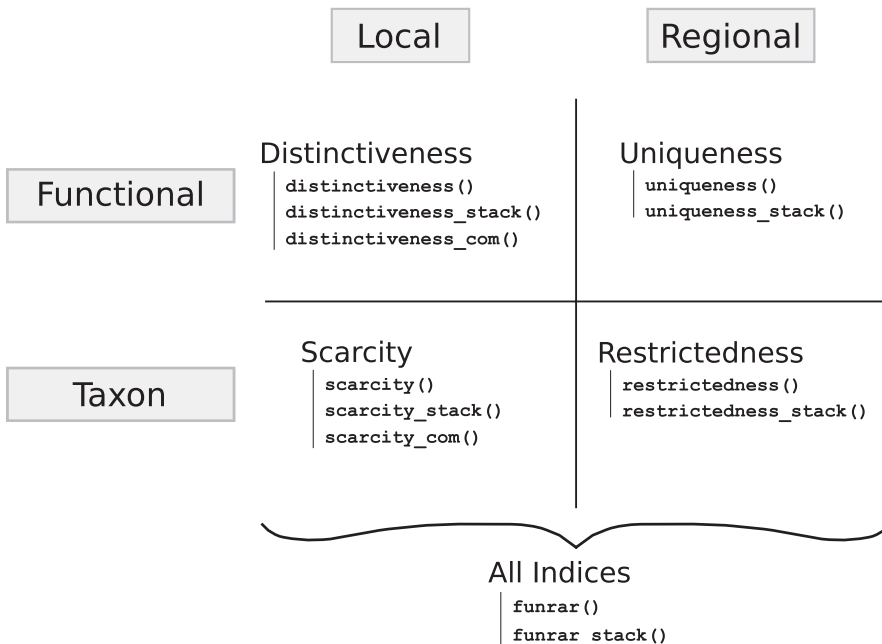 Local
Regional
Functional
Distinctiveness
distinctiveness()
distinctiveness_stack()
distinctiveness_com()
Uniqueness
uniqueness()
uniqueness_stack()
Taxon
Scarcity
scarcity()
scarcity_stack()
scarcity_com()
Restrictedness
restrictedness()
restrictedness_stack()
All Indices
funrar()
funrar_stack()